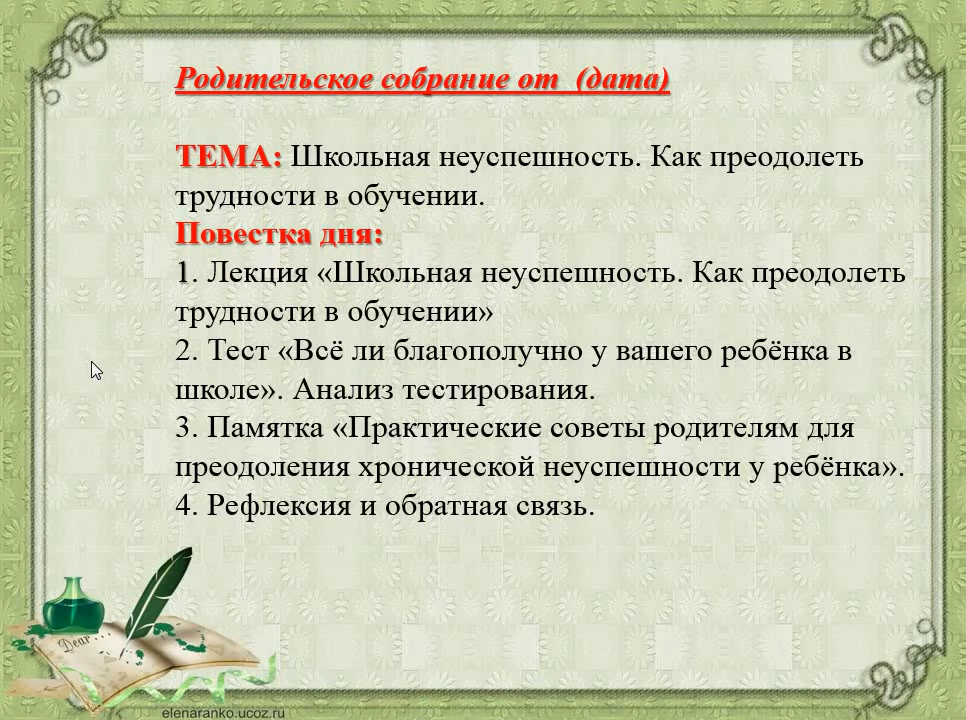 Родительское собрание от  (дата)
ТЕМА: Школьная неуспешность. Как преодолеть
трудности в обучении.
Повестка дня:
1. Лекция «Школьная неуспешность. Как преодолеть
трудности в обучении»
2. Тест «Всё ли благополучно у вашего ребёнка в
школе». Анализ тестирования.
3. Памятка «Практические советы родителям для
преодоления хронической неуспешности у ребёнка».
4. Рефлексия и обратная связь.
Dear...
elenaranko.ucoz.ru